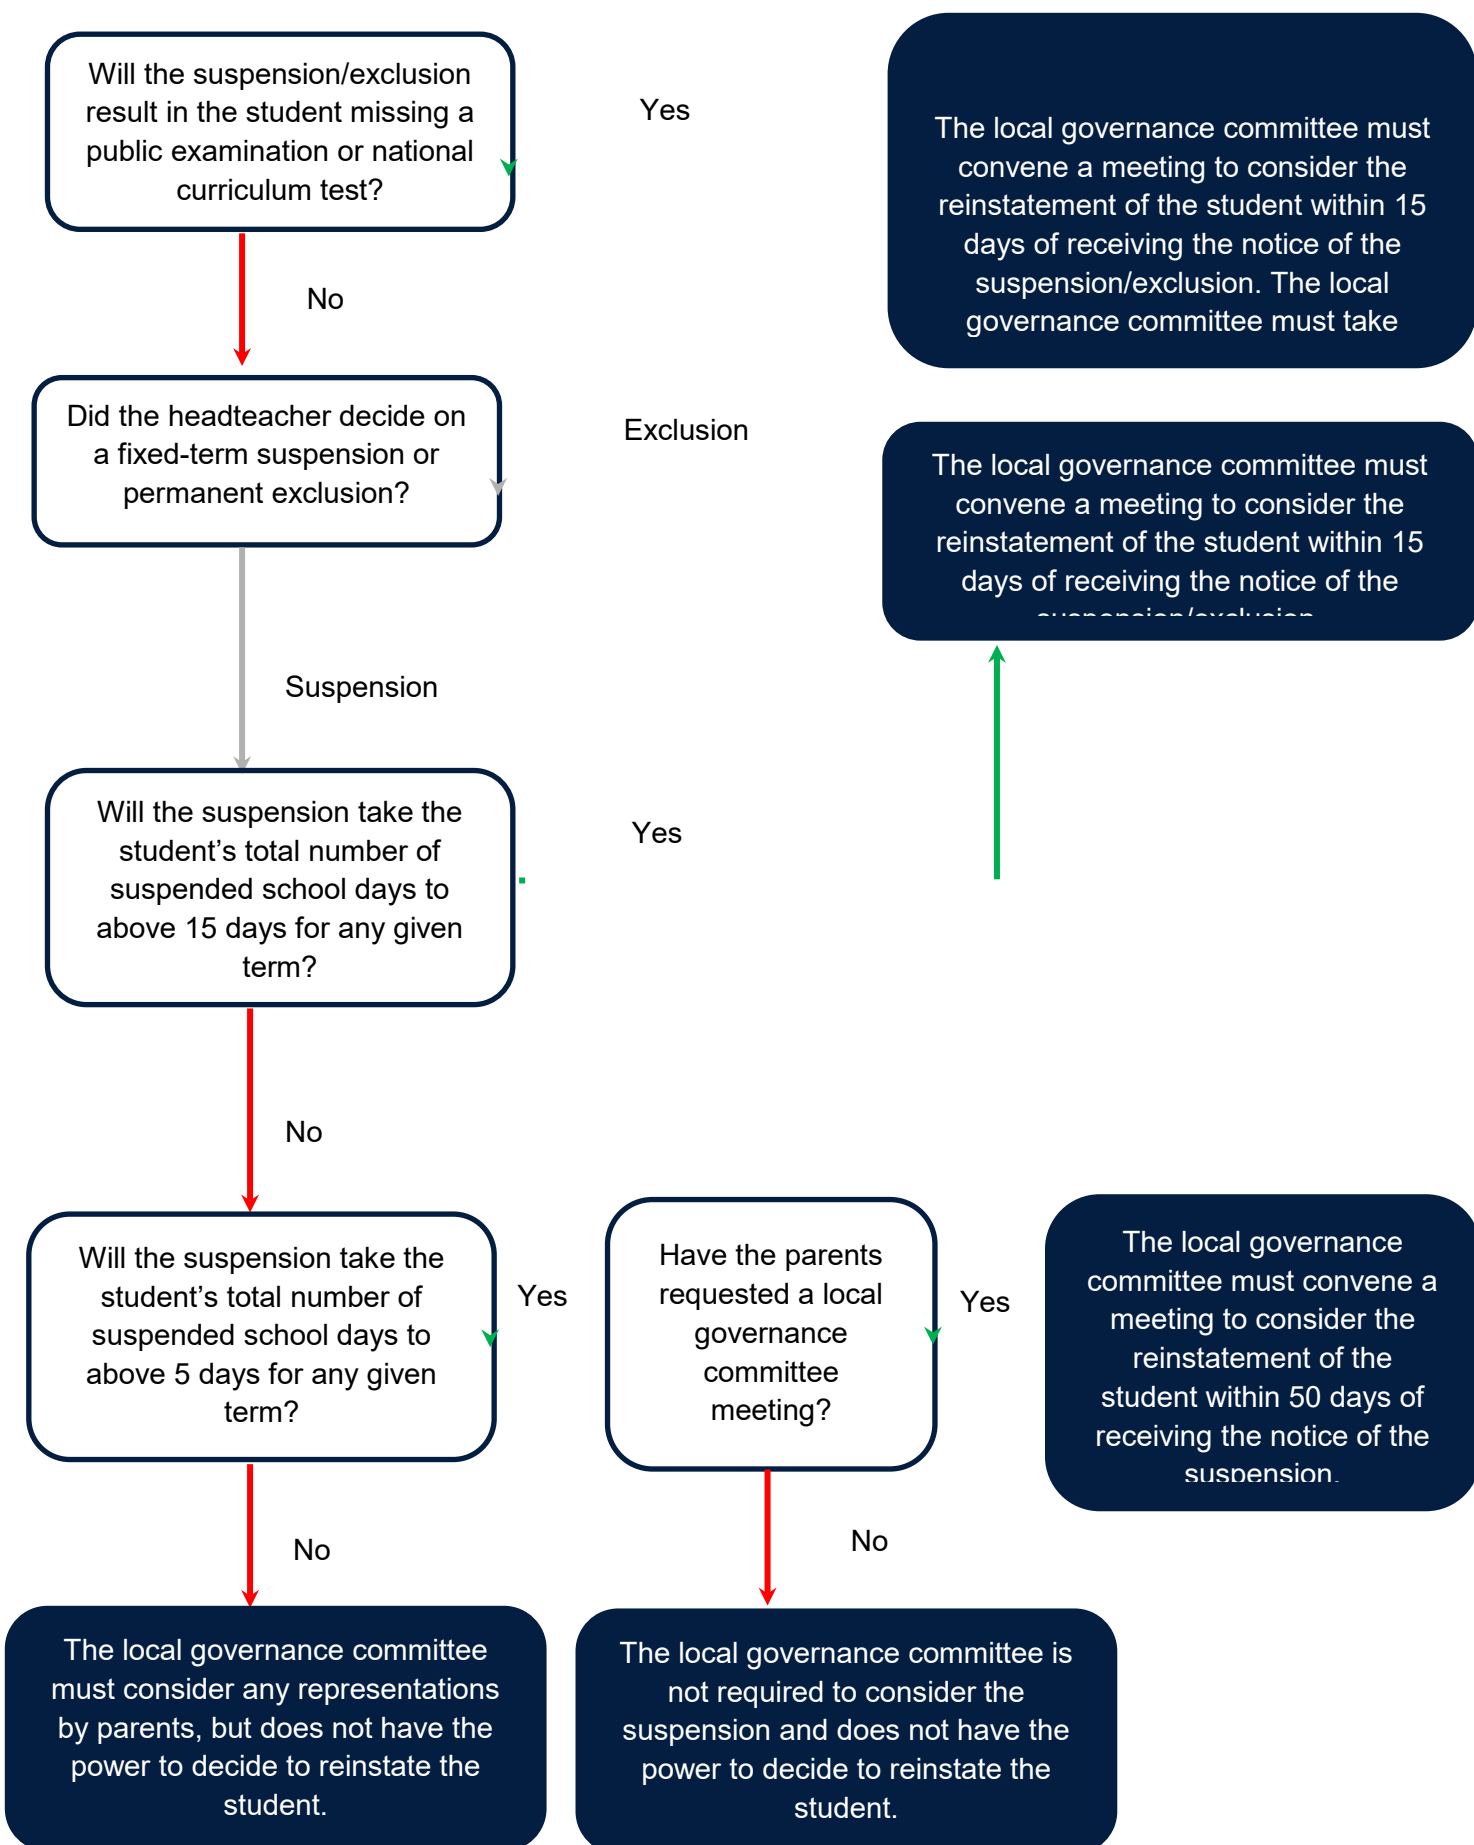 Will the suspension/exclusion
result in the student missing a
public examination or national
curriculum test?
Yes
The local governance committee must
convene a meeting to consider the
reinstatement of the student within 15
days of receiving the notice of the
suspension/exclusion. The local
governance committee must take
No
Did the headteacher decide on
a fixed-term suspension or
permanent exclusion?
Exclusion
The local governance committee must
convene a meeting to consider the
reinstatement of the student within 15
days of receiving the notice of the
suspension/exclusion.
Suspension
Will the suspension take the
student’s total number of
suspended school days to
above 15 days for any given
term?
Yes
No
Will the suspension take the
student’s total number of
suspended school days to
above 5 days for any given
term?
Yes
Have the parents
requested a local
governance
committee
meeting?
Yes
The local governance
committee must convene a
meeting to consider the
reinstatement of the
student within 50 days of
receiving the notice of the
suspension.
No
No
The local governance committee
must consider any representations
by parents, but does not have the
power to decide to reinstate the
student.
The local governance committee is
not required to consider the
suspension and does not have the
power to decide to reinstate the
student.